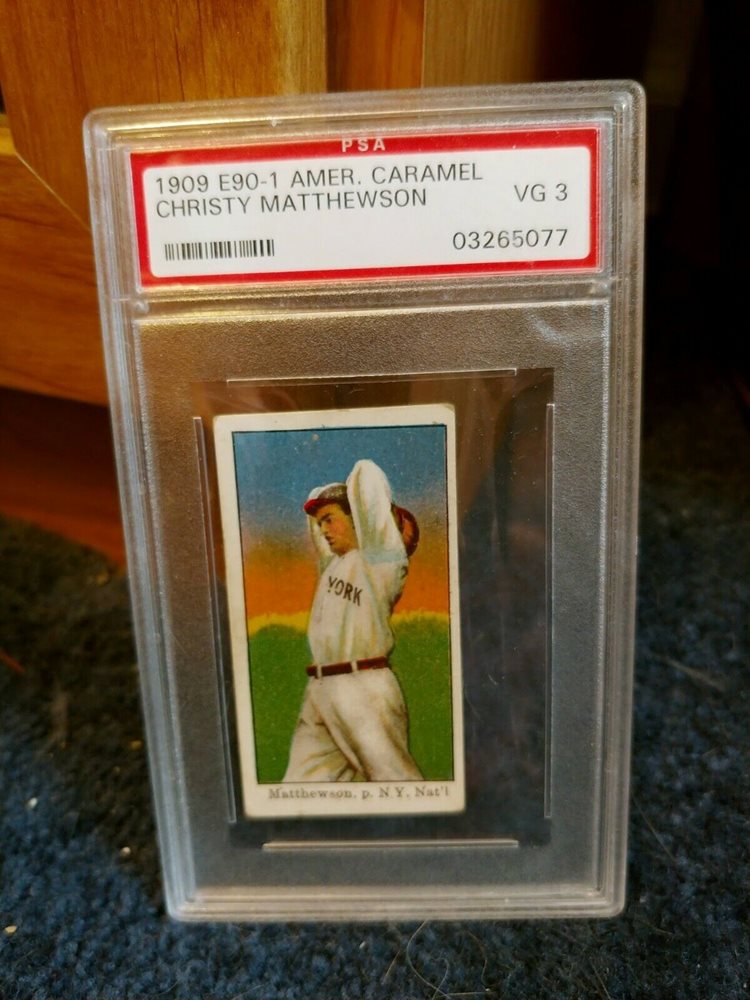 PSA
1909 E90-1 AMER. CARAMEL
CHRISTY MATTHEWSON
VG 3
03265077
YORK
Matthewson, p. N.Y. Nat'l